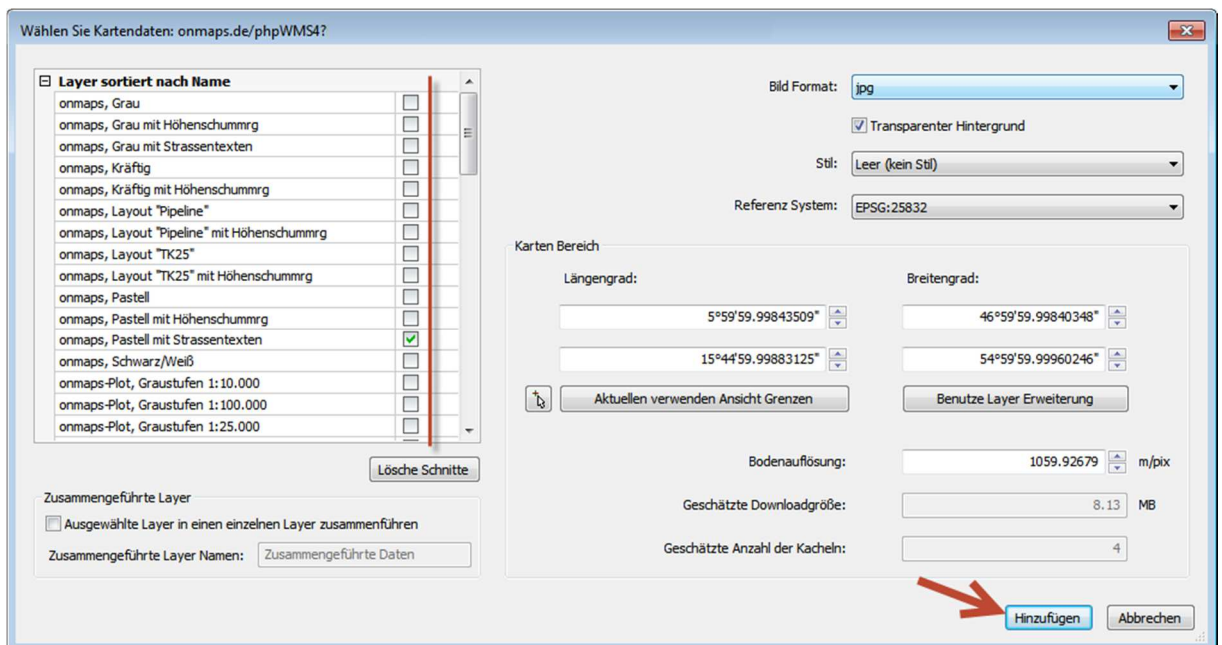 Wählen Sie Kartendaten: onmaps.de/phpWMS4?
Layer sortiert nach Name
onmaps, Grau
onmaps, Grau mit Höhenschummrg
onmaps, Grau mit Strassentexten
onmaps, Kräftig
onmaps, Kräftig mit Höhenschummrg
onmaps, Layout "Pipeline"
onmaps, Layout "Pipeline" mit Höhenschummrg
onmaps, Layout "TK25"
onmaps, Layout "TK25" mit Höhenschummrg
onmaps, Pastell
onmaps, Pastell mit Höhenschummrg
onmaps, Pastell mit Strassentexten
onmaps, Schwarz/Weiß
onmaps-Plot, Graustufen 1:10.000
onmaps-Plot, Graustufen 1:100.000
onmaps-Plot, Graustufen 1:25.000
Lösche Schnitte
Zusammengeführte Layer
Ausgewählte Layer in einen einzelnen Layer zusammenführen
Zusammengeführte Layer Namen: Zusammengeführte Daten
Bild Format: jpg
Transparenter Hintergrund
Stil: Leer (kein Stil)
Referenz System: EPSG:25832
Karten Bereich
Längengrad: Breitengrad:
5°59'59.99843509" 46°59'59.99840348"
15°44'59.99883125" 54°59'59.99960246"
Aktuellen verwenden Ansicht Grenzen Benutze Layer Erweiterung
Bodenauflösung: 1059.92679 m/pix
Geschätzte Downloadgröße: 8.13 MB
Geschätzte Anzahl der Kacheln: 4
Hinzufügen Abbrechen